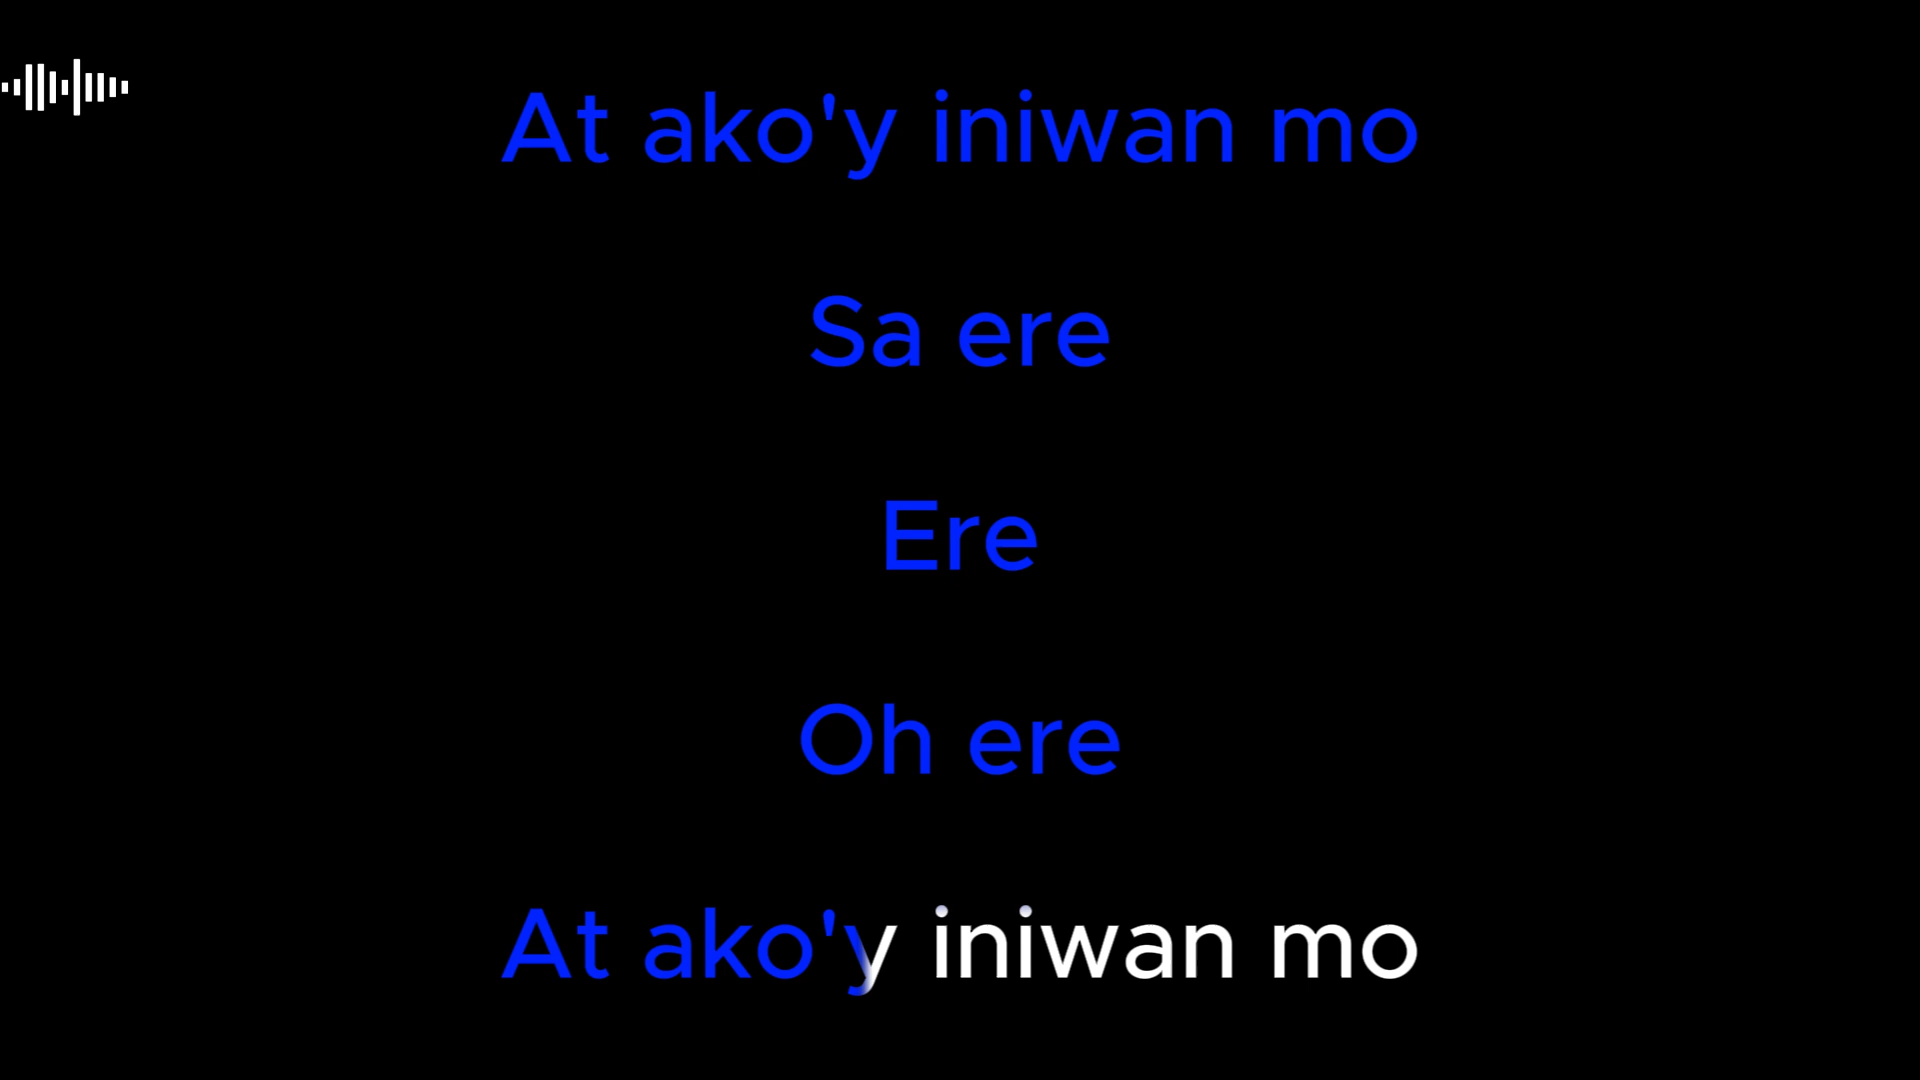 At ako'y iniwan mo
Sa ere
Ere
Oh ere
At ako'y iniwan mo